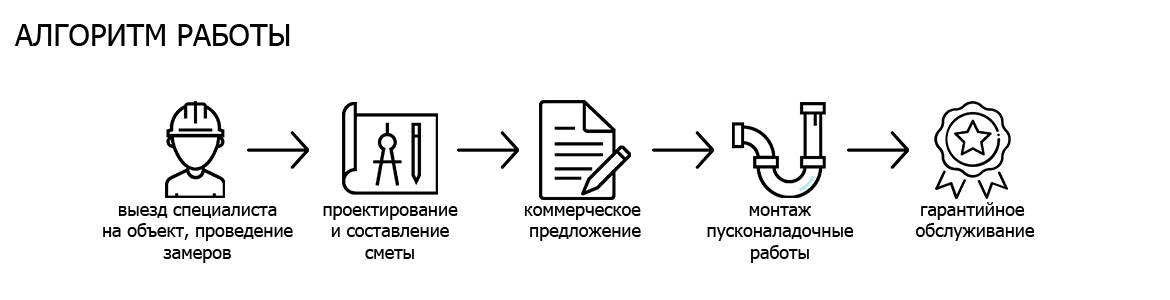 АЛГОРИТМ РАБОТЫ
выезд специалиста
на объект, проведение
замеров
проектирование
и составление
сметы
коммерческое
предложение
монтаж
пусконаладочные
работы
гарантийное
обслуживание